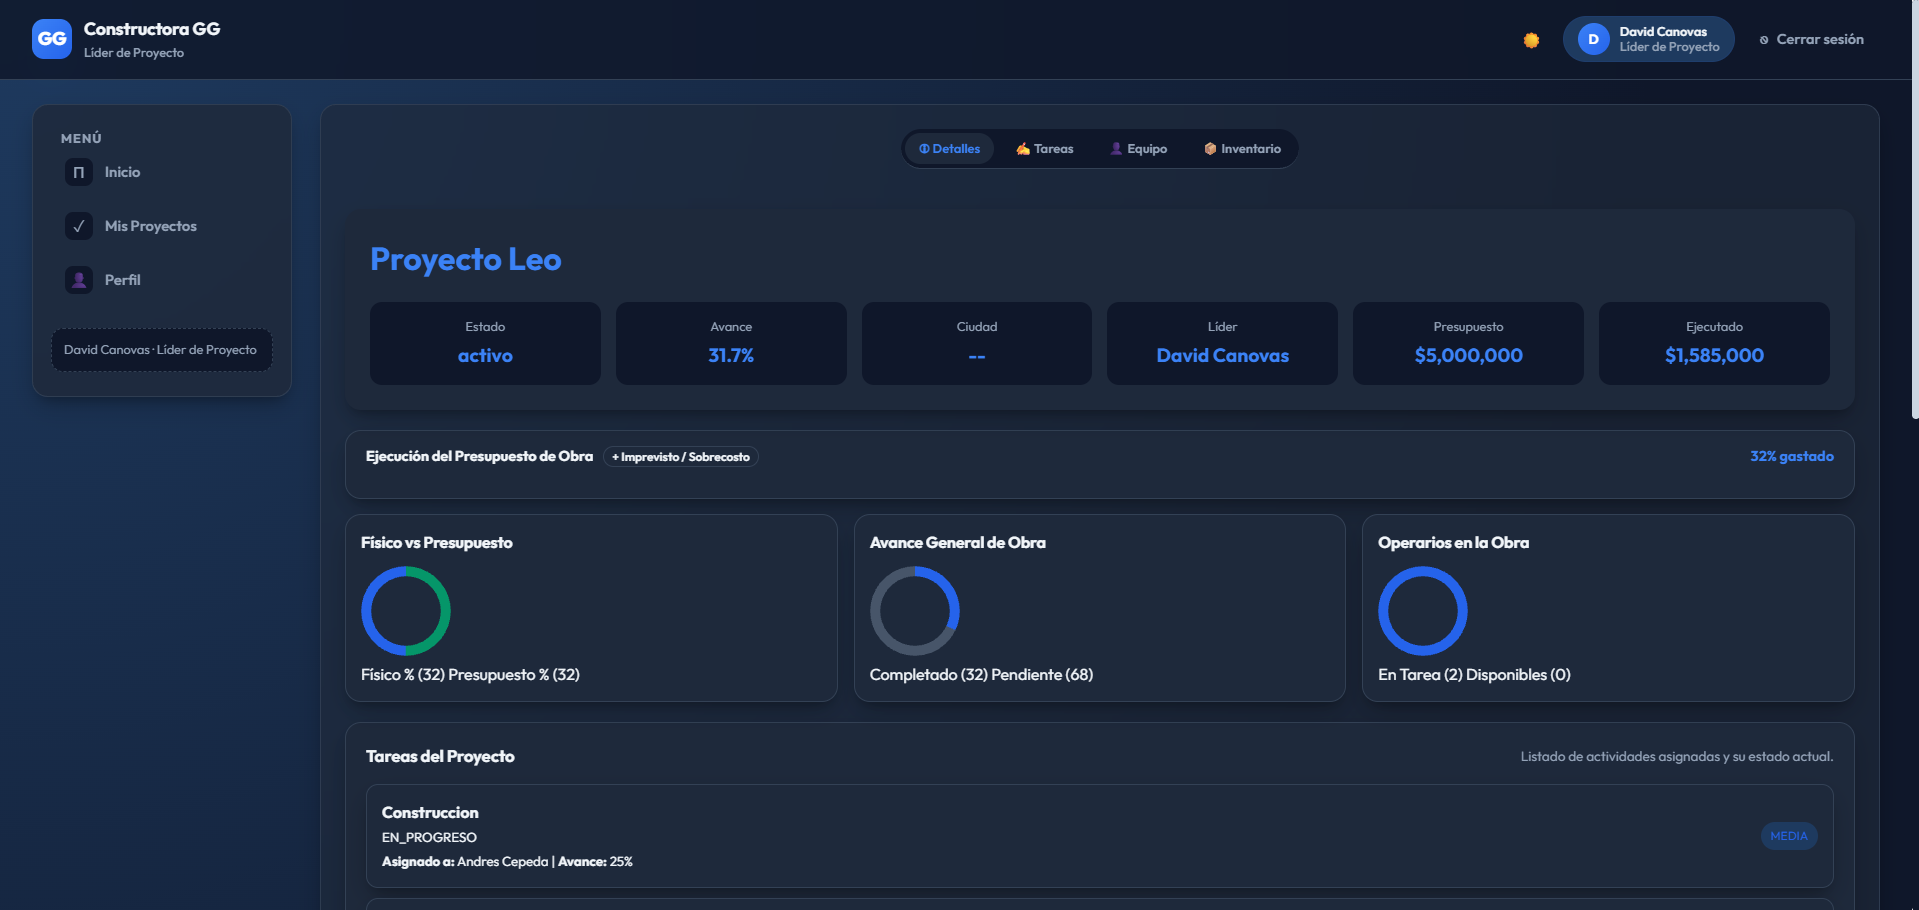 GG
Constructora GG
Líder de Proyecto
D
David Canovas
Líder de Proyecto
Cerrar sesión
MENÚ
Inicio
Mis Proyectos
Perfil
David Canovas · Líder de Proyecto
Detalles
Tareas
Equipo
Inventario
Proyecto Leo
Estado
activo
Avance
31.7%
Ciudad
--
Líder
David Canovas
Presupuesto
$5,000,000
Ejecutado
$1,585,000
Ejecución del Presupuesto de Obra
+ Imprevisto / Sobrecosto
32% gastado
Físico vs Presupuesto
Físico % (32) Presupuesto % (32)
Avance General de Obra
Completado (32) Pendiente (68)
Operarios en la Obra
En Tarea (2) Disponibles (0)
Tareas del Proyecto
Listado de actividades asignadas y su estado actual.
Construccion
EN_PROGRESO
Asignado a: Andres Cepeda | Avance: 25%
MEDIA